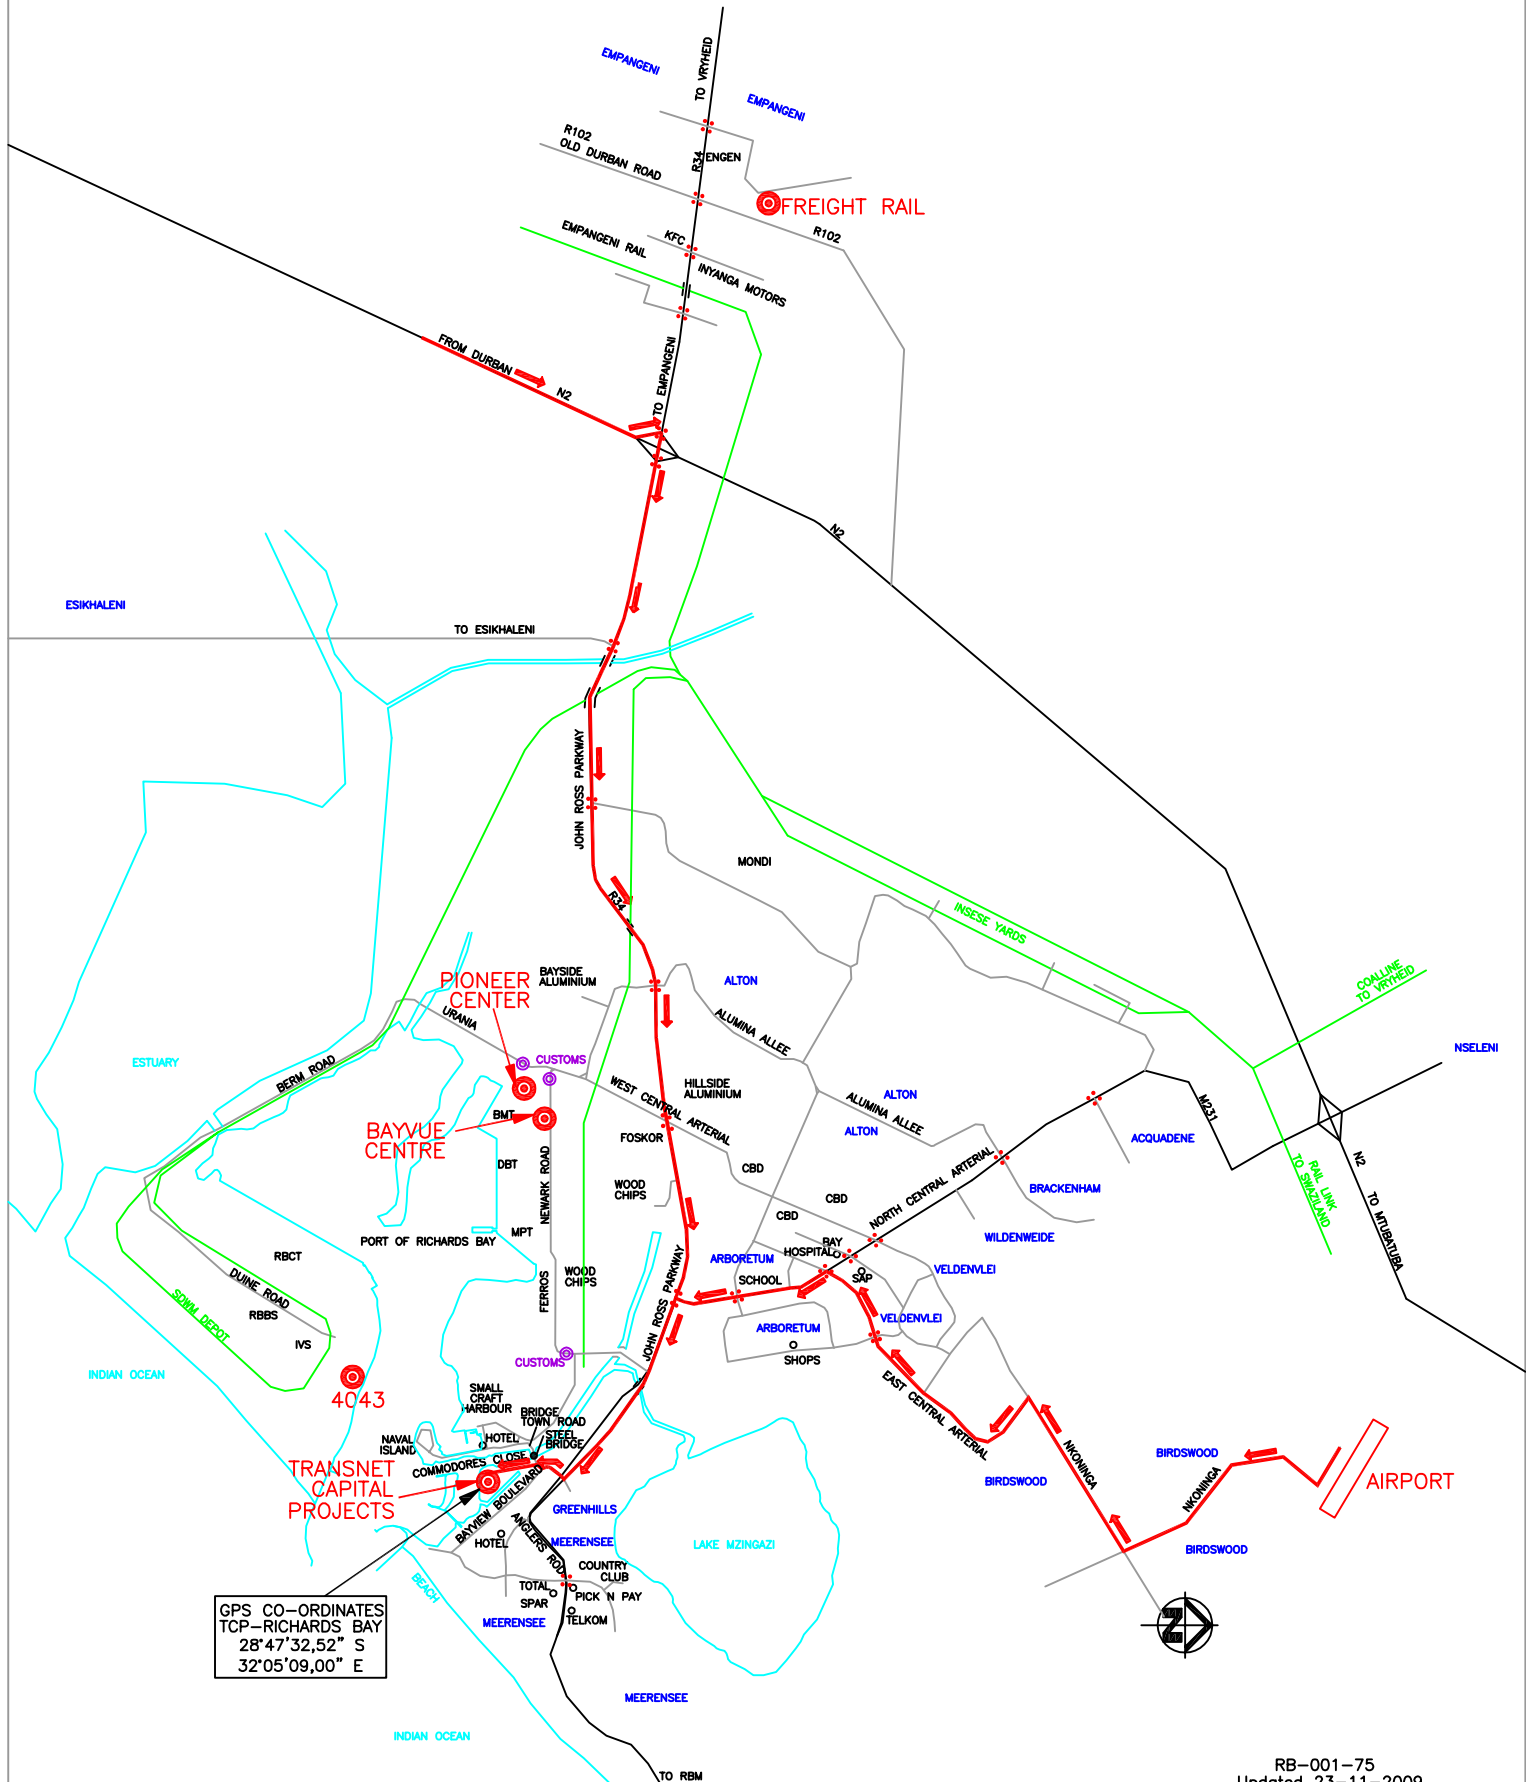 EMPANGENI
TO VRYHEID
EMPANGENI
R102
OLD DURBAN ROAD
R34
ENGEN
FREIGHT RAIL
R102
KFC
EMPANGENI RAIL
INYANGA MOTORS
FROM DURBAN
N2
TO EMPANGENI
N2
ESIKHALENI
TO ESIKHALENI
JOHN ROSS PARKWAY
MONDI
R34
INSESE YARDS
COALLINE
TO VRYHEID
PIONEER
CENTER
BAYSIDE
ALUMINIUM
ALTON
URANIA
ALUMINA ALLEE
NSELENI
ESTUARY
BERM ROAD
CUSTOMS
WEST CENTRAL ARTERIAL
HILLSIDE
ALUMINIUM
ALTON
ALUMINA ALLEE
ALTON
M231
BMT
BAYVUE
CENTRE
FOSKOR
ACQUADENE
DBT
NEWARK ROAD
CBD
NORTH CENTRAL ARTERIAL
RAIL LINK
TO SWAZILAND
N2
TO MTUBATUBA
WOOD
CHIPS
CBD
BRACKENHAM
CBD
MPT
PORT OF RICHARDS BAY
WILDENWEIDE
RBCT
BAY
HOSPITAL
ARBORETUM
SAP
VELDENVLEI
DUINE ROAD
WOOD
CHIPS
SCHOOL
FERROS
JOHN ROSS PARKWAY
SDWM DEPOT
RBBS
IVS
ARBORETUM
VELDENVLEI
SHOPS
CUSTOMS
INDIAN OCEAN
4043
SMALL
CRAFT
HARBOUR
EAST CENTRAL ARTERIAL
BRIDGE
TOWN ROAD
STEEL
BRIDGE
NAVAL
ISLAND
HOTEL
COMMODORES CLOSE
TRANSNET
CAPITAL
PROJECTS
NKONINGA
BIRDSWOOD
BIRDSWOOD
NKONINGA
AIRPORT
BAYVIEW BOULEVARD
GREENHILLS
ANGLERS ROD
HOTEL
MEERENSEE
LAKE MZINGAZI
BIRDSWOOD
COUNTRY
CLUB
BEACH
TOTAL
SPAR
PICK N PAY
TELKOM
MEERENSEE
GPS CO-ORDINATES
TCP-RICHARDS BAY
28°47'32,52" S
32°05'09,00" E
N
MEERENSEE
INDIAN OCEAN
TO RBM
RB-001-75
Updated 23-11-2009